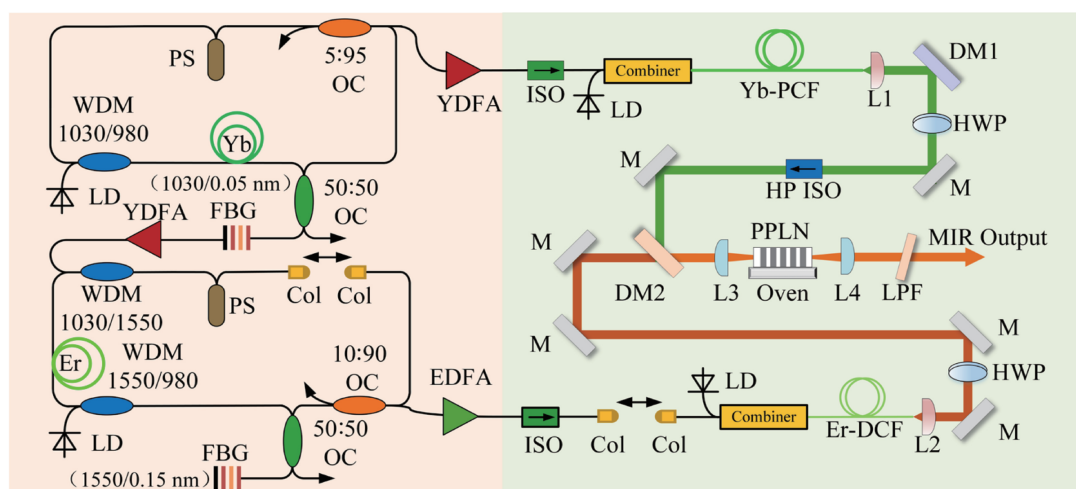 PS
5:95
OC
WDM
1030/980
Yb
LD
（1030/0.05 nm）
50:50
OC
YDFA
FBG
WDM
1030/1550
PS
Col
Col
Er
WDM
1550/980
10:90
OC
LD
50:50
OC
FBG
（1550/0.15 nm）
YDFA
ISO
LD
Combiner
Yb-PCF
L1
DM1
HWP
M
HP ISO
M
M
DM2
L3
PPLN
Oven
L4
LPF
MIR Output
M
M
HWP
M
EDFA
ISO
Col
Col
LD
Combiner
Er-DCF
L2